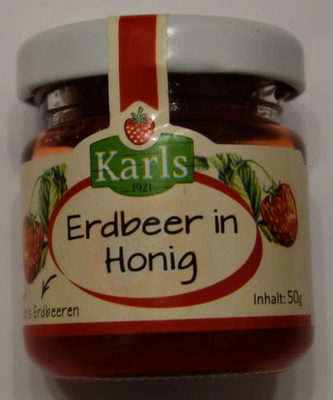 Karls
1921
Erdbeer in
Honig
Erdbeeren
Inhalt: 50g